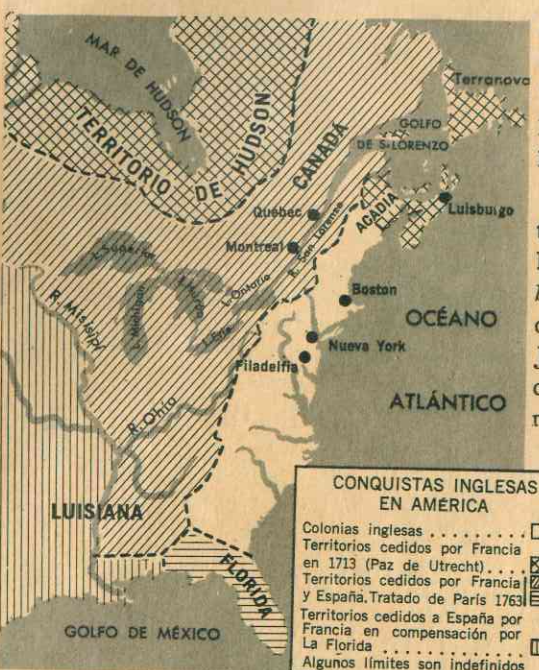 MAR DE HUDSON
TERRITORIO DE HUDSON
CANADÁ
Terranova
GOLFO
DE S. LORENZO
ACADIA
Luisburgo
Québec
Montreal
R. San Lorenzo
L. Superior
L. Michigan
L. Hurón
L. Ontario
L. Erie
R. Misisipi
R. Ohio
Boston
Nueva York
Filadelfia
OCÉANO
ATLÁNTICO
LUISIANA
FLORIDA
GOLFO DE MÉXICO
CONQUISTAS INGLESAS
EN AMÉRICA
Colonias inglesas ........
Territorios cedidos por Francia
en 1713 (Paz de Utrecht) ....
Territorios cedidos por Francia
y España. Tratado de París 1763
Territorios cedidos a España por
Francia en compensación por
La Florida ............
Algunos límites son indefinidos